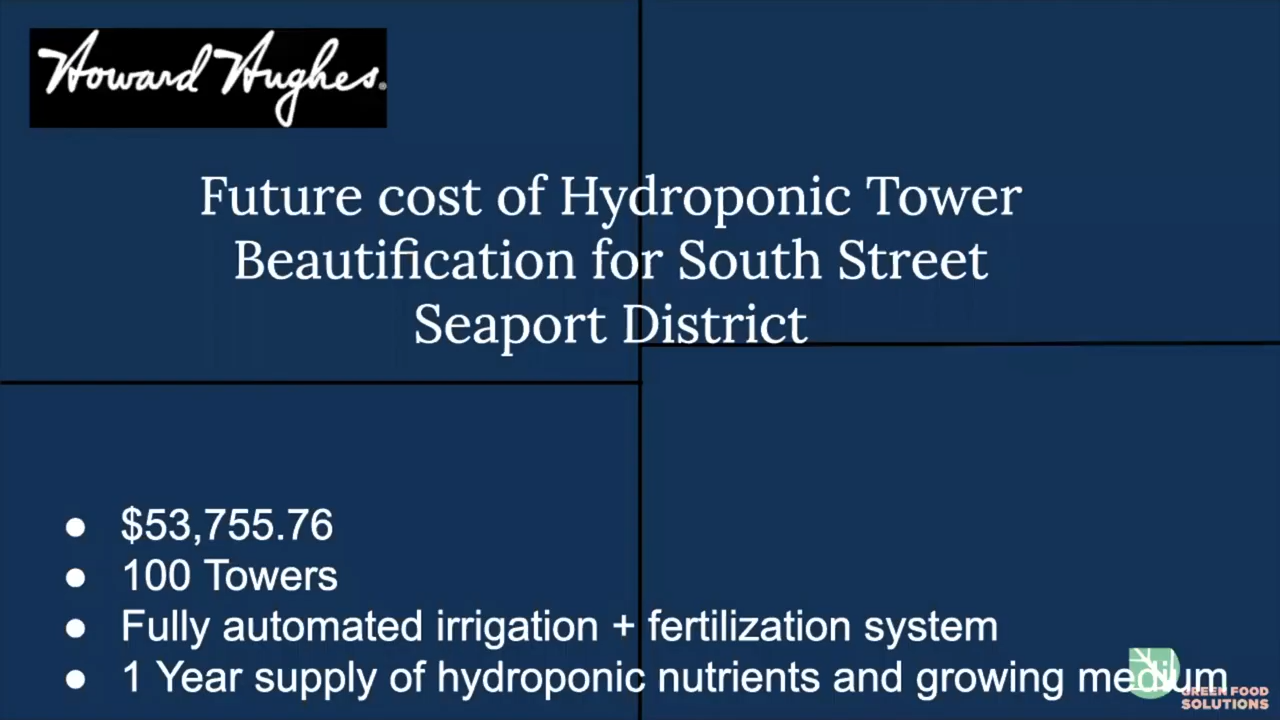 Howard Hughes®
Future cost of Hydroponic Tower
Beautification for South Street
Seaport District
● $53,755.76
● 100 Towers
● Fully automated irrigation + fertilization system
● 1 Year supply of hydroponic nutrients and growing medium
GREEN FOOD
SOLUTIONS